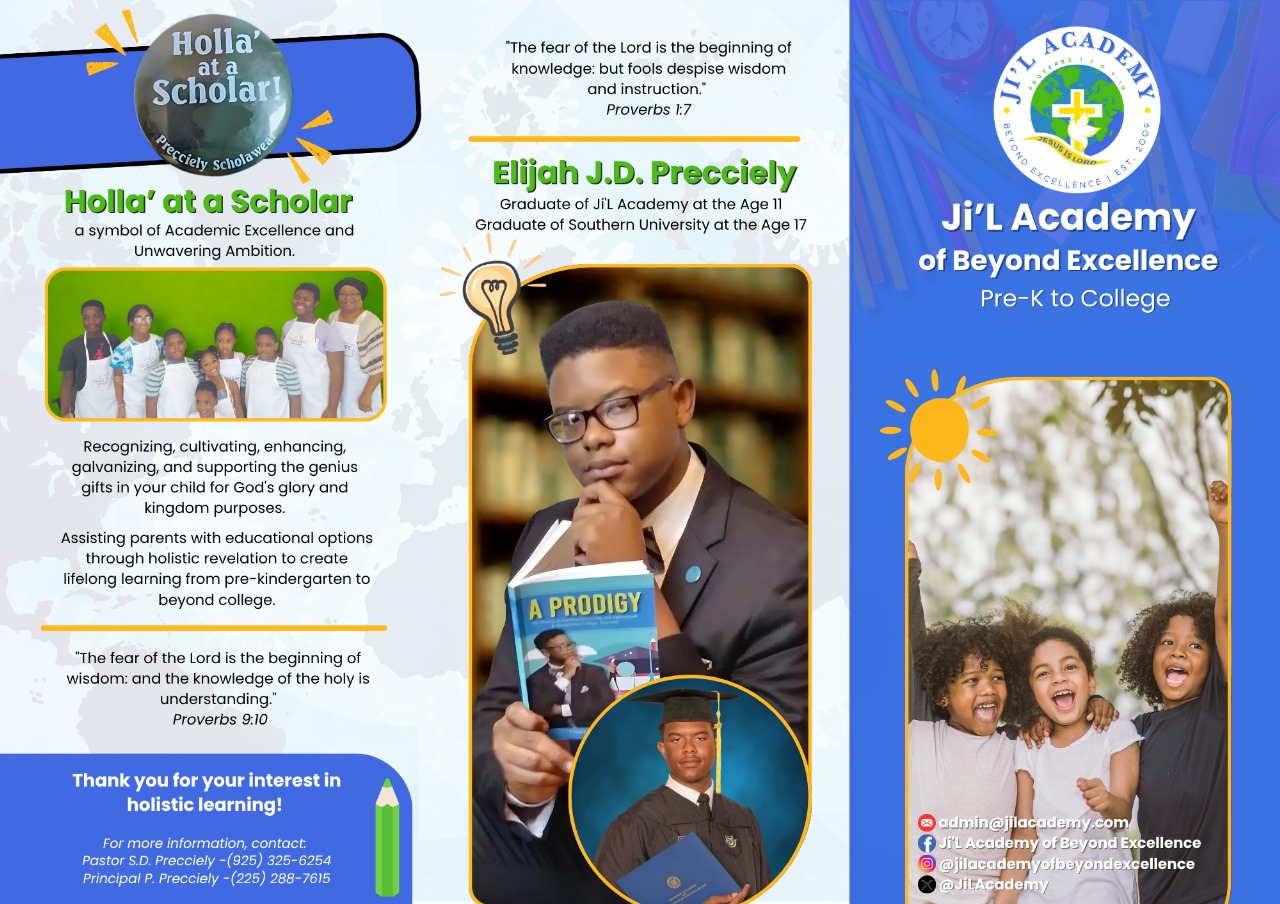 Holla'
at a
Scholar!
Precciely Scholawear
Holla' at a Scholar
a symbol of Academic Excellence and
Unwavering Ambition.
Recognizing, cultivating, enhancing,
galvanizing, and supporting the genius
gifts in your child for God's glory and
kingdom purposes.
Assisting parents with educational options
through holistic revelation to create
lifelong learning from pre-kindergarten to
beyond college.
"The fear of the Lord is the beginning of
wisdom: and the knowledge of the holy is
understanding."
Proverbs 9:10
Thank you for your interest in
holistic learning!
For more information, contact:
Pastor S.D. Precciely -(925) 325-6254
Principal P. Precciely -(225) 288-7615
"The fear of the Lord is the beginning of
knowledge: but fools despise wisdom
and instruction."
Proverbs 1:7
Elijah J.D. Precciely
Graduate of Ji'L Academy at the Age 11
Graduate of Southern University at the Age 17
A PRODIGY
JI'L ACADEMY
PROVERBS 1:7 & 9:10
JESUS IS LORD
BEYOND EXCELLENCE | EST. 2009
Ji'L Academy
of Beyond Excellence
Pre-K to College
admin@jilacademy.com
Ji'L Academy of Beyond Excellence
@jilacademyofbeyondexcellence
@JiLAcademy